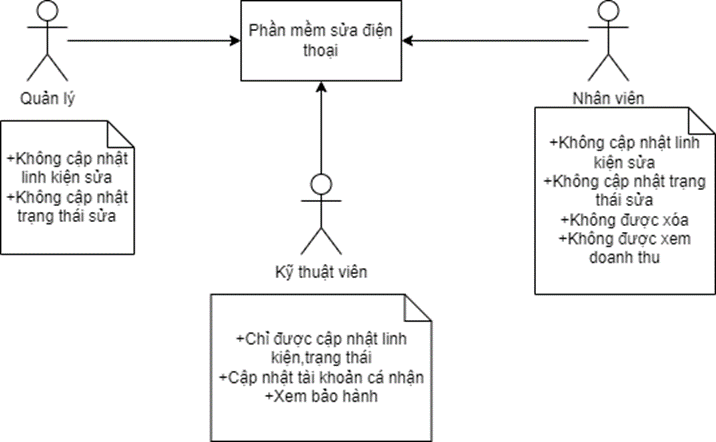 Phần mềm sửa điện
thoại
Quản lý
Nhân viên
+Không cập nhật
linh kiện sửa
+Không cập nhật
trạng thái sửa
+Không cập nhật linh
kiện sửa
+Không cập nhật trạng
thái sửa
+Không được xóa
+Không được xem
doanh thu
Kỹ thuật viên
+Chỉ được cập nhật linh
kiện,trạng thái
+Cập nhật tài khoản cá nhận
+Xem bảo hành